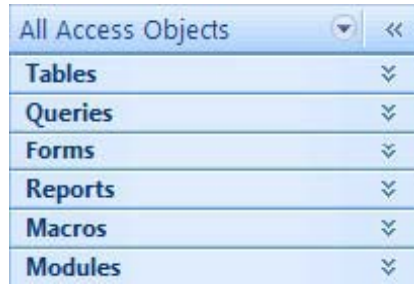 All Access Objects
Tables
Queries
Forms
Reports
Macros
Modules